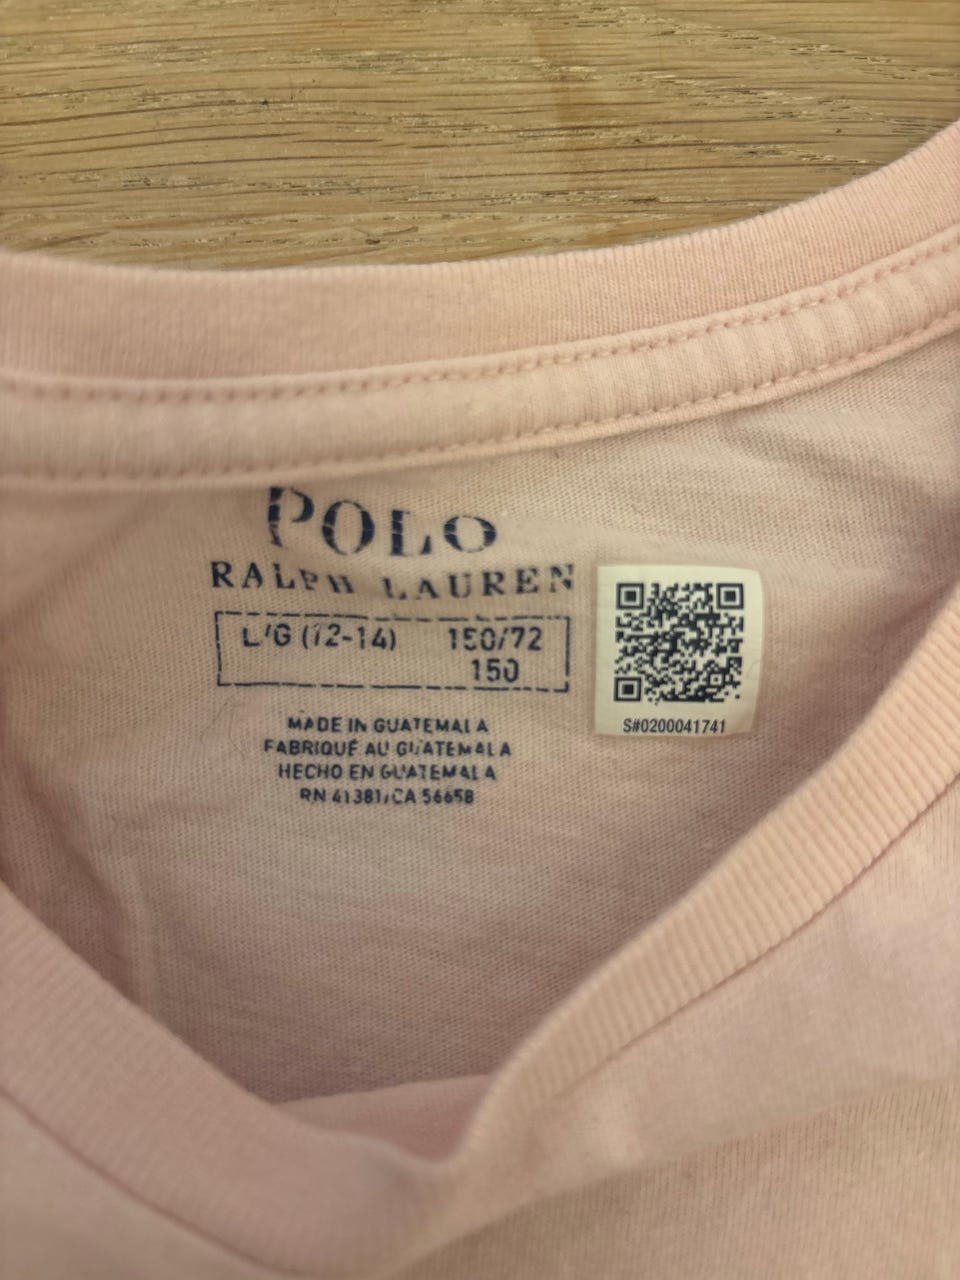 POLO
RALPH LAUREN
L/G (12-14) 150/72
150
MADE IN GUATEMALA
FABRIQUÉ AU GUATEMALA
HECHO EN GUATEMALA
RN 41381/CA 56658
S#0200041741